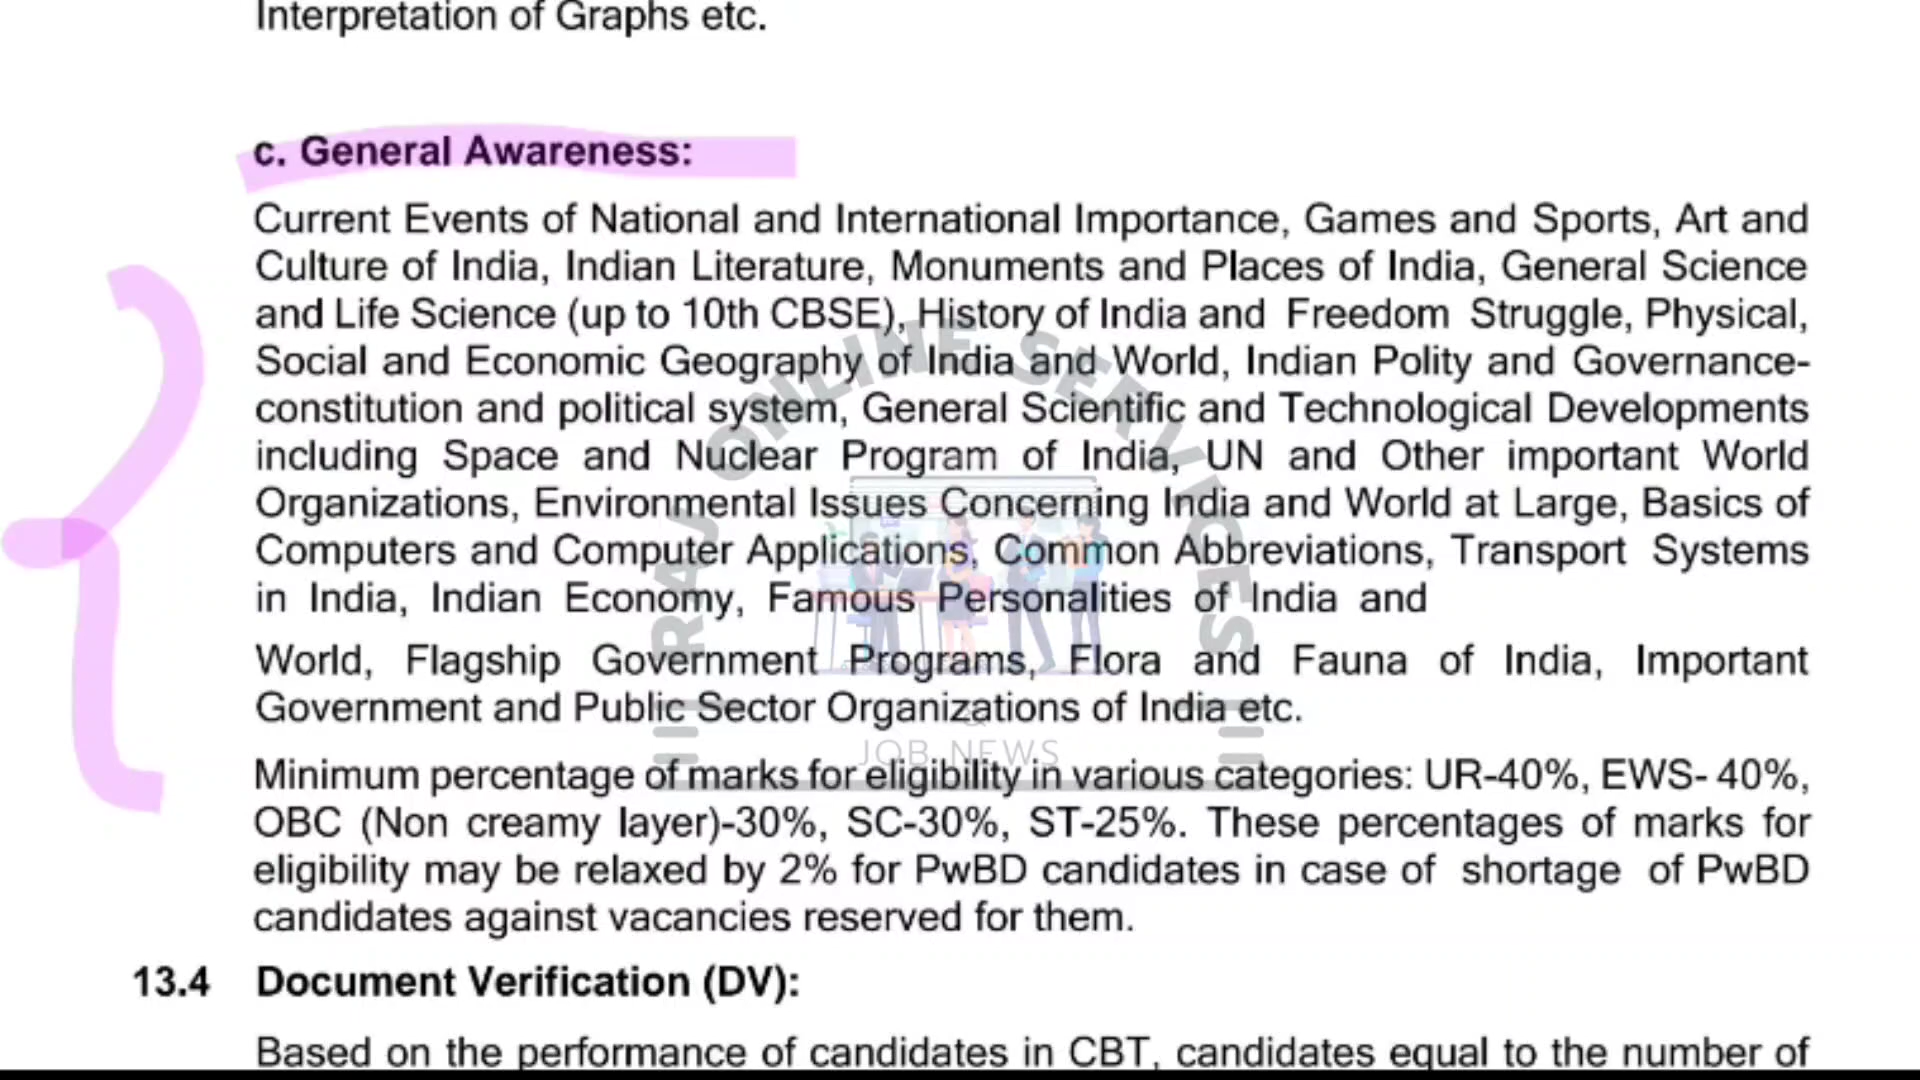 Interpretation of Graphs etc.
c. General Awareness:
Current Events of National and International Importance, Games and Sports, Art and
Culture of India, Indian Literature, Monuments and Places of India, General Science
and Life Science (up to 10th CBSE), History of India and Freedom Struggle, Physical,
Social and Economic Geography of India and World, Indian Polity and Governance-
constitution and political system, General Scientific and Technological Developments
including Space and Nuclear Program of India, UN and Other important World
Organizations, Environmental Issues Concerning India and World at Large, Basics of
Computers and Computer Applications, Common Abbreviations, Transport Systems
in India, Indian Economy, Famous Personalities of India and
World, Flagship Government Programs, Flora and Fauna of India, Important
Government and Public Sector Organizations of India etc.
Minimum percentage of marks for eligibility in various categories: UR-40%, EWS- 40%,
OBC (Non creamy layer)-30%, SC-30%, ST-25%. These percentages of marks for
eligibility may be relaxed by 2% for PwBD candidates in case of shortage of PwBD
candidates against vacancies reserved for them.
13.4 Document Verification (DV):
Based on the performance of candidates in CBT, candidates equal to the number of
RAJ ONLINE SERVICES
&
JOB NEWS